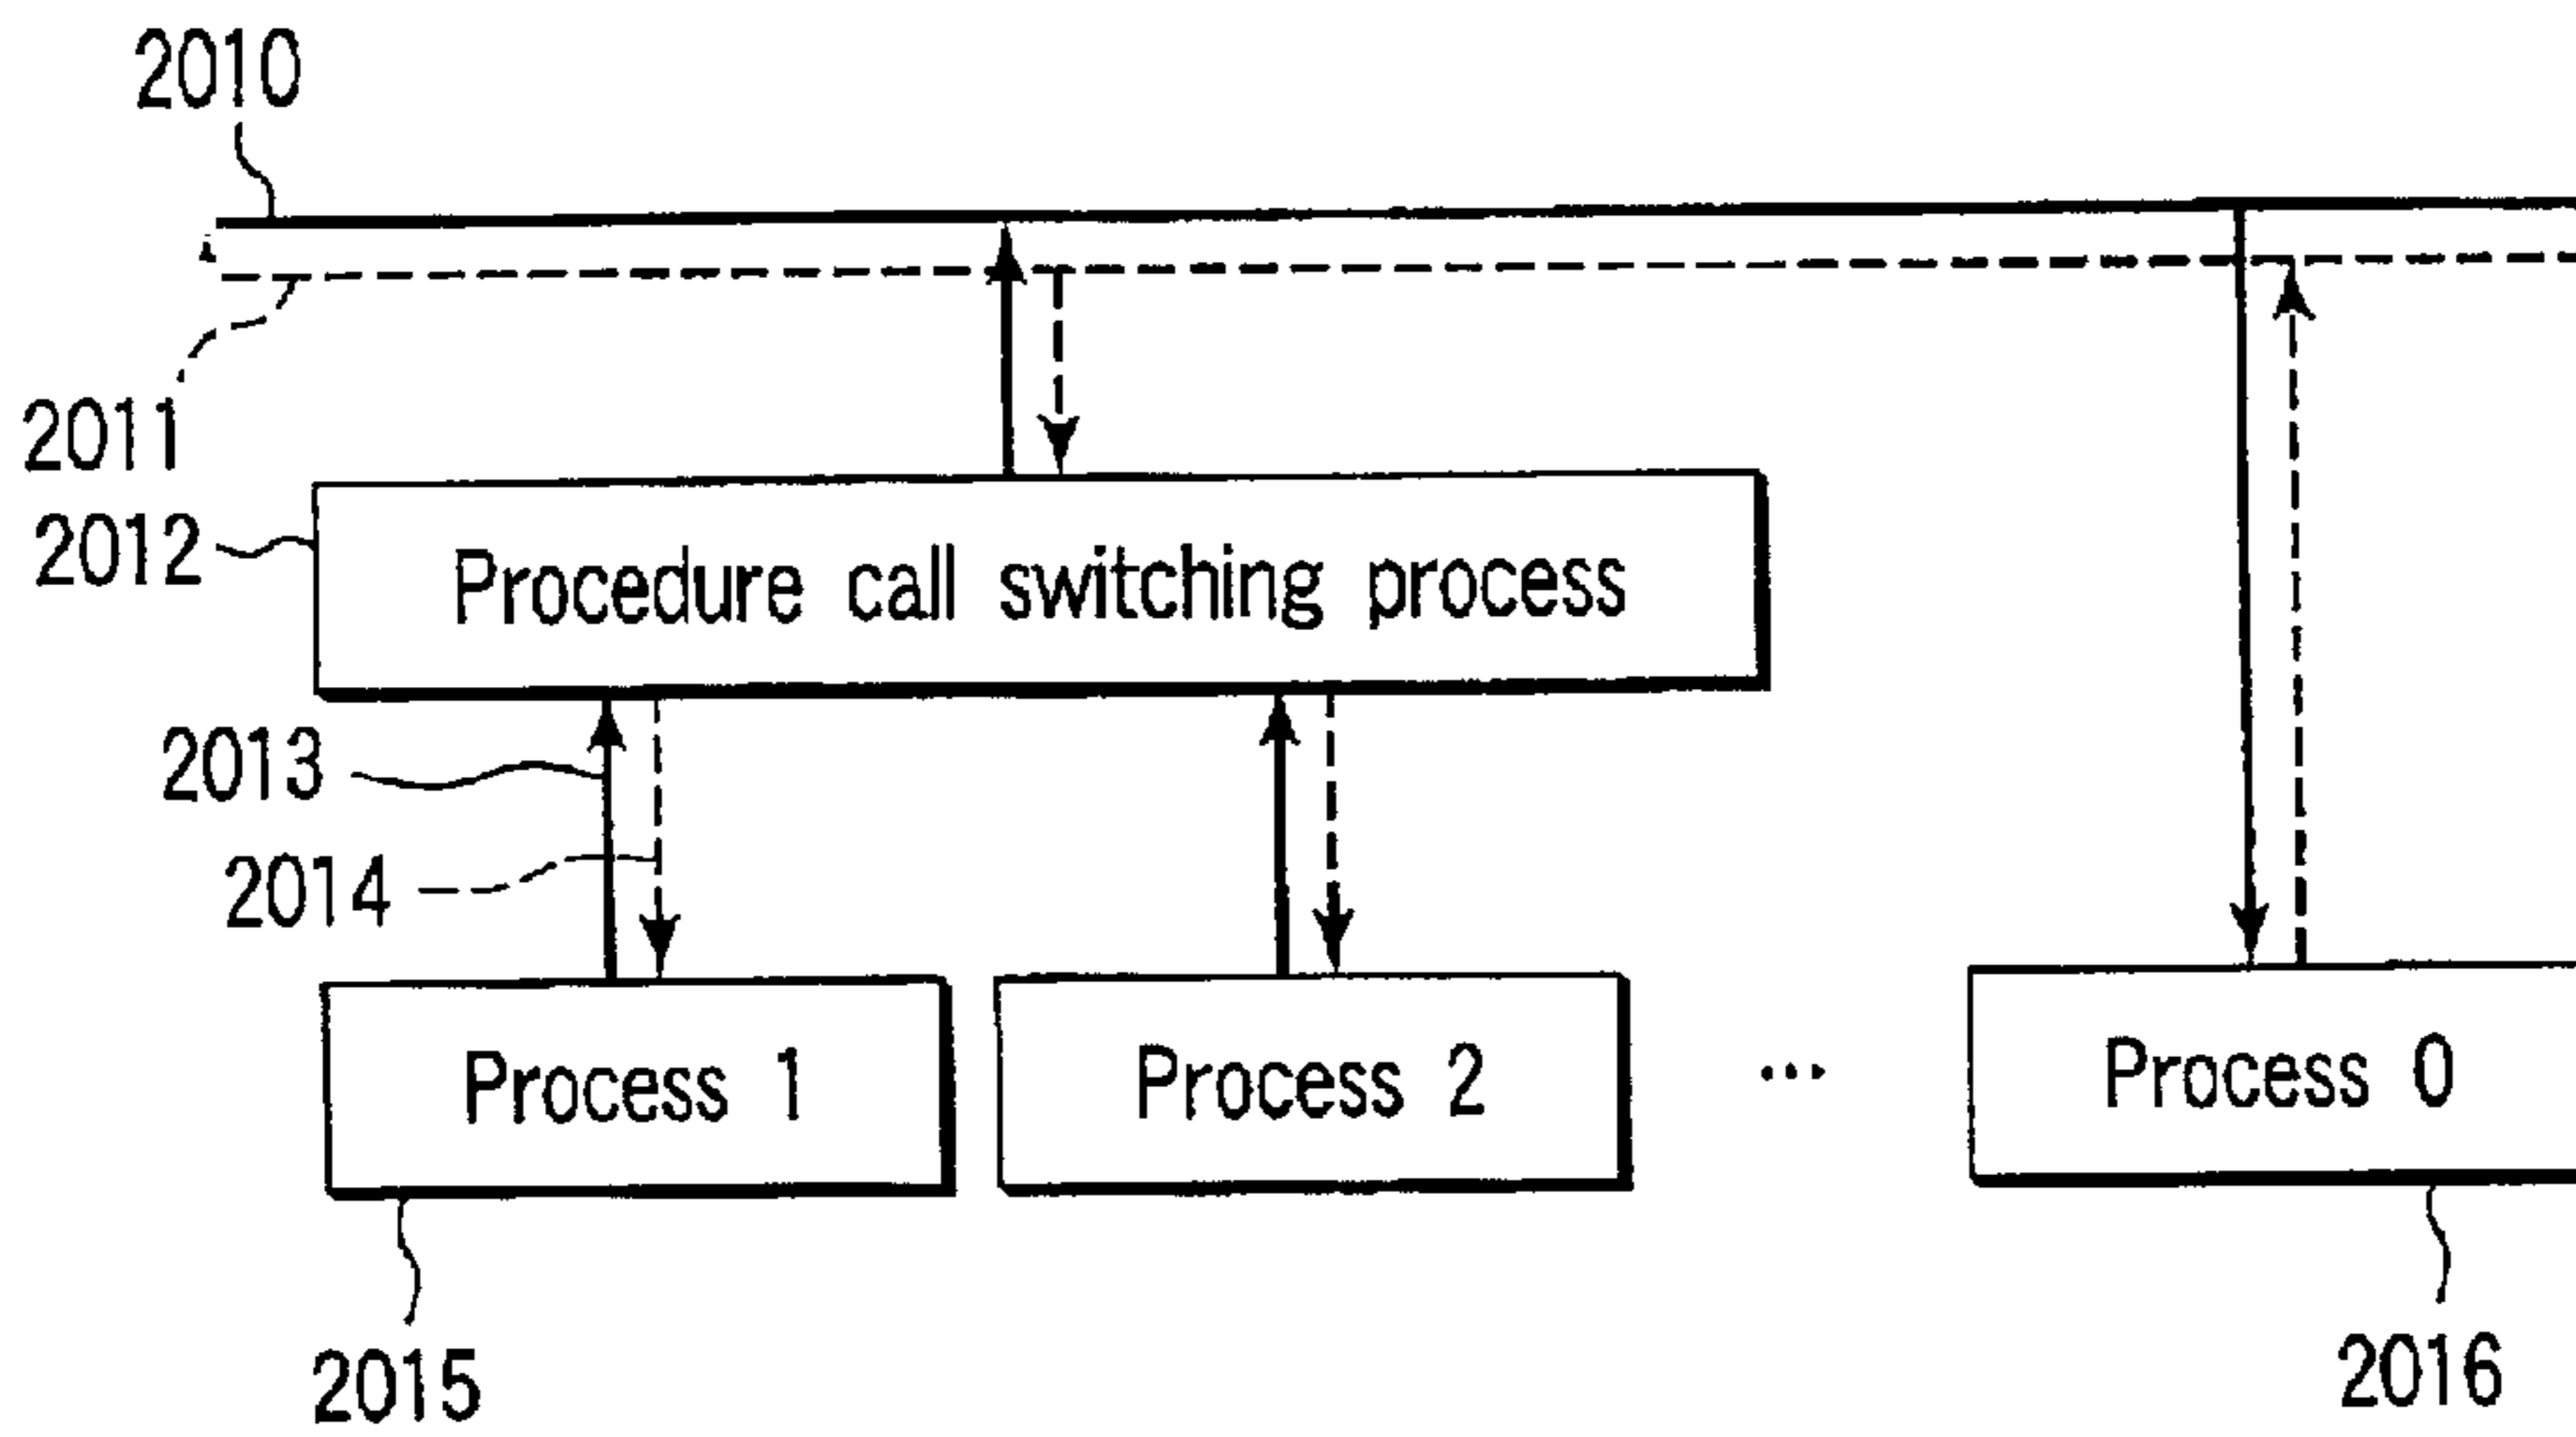 2010
2011
2012
Procedure call switching process
2013
2014
Process 1
Process 2
...
Process 0
2015
2016